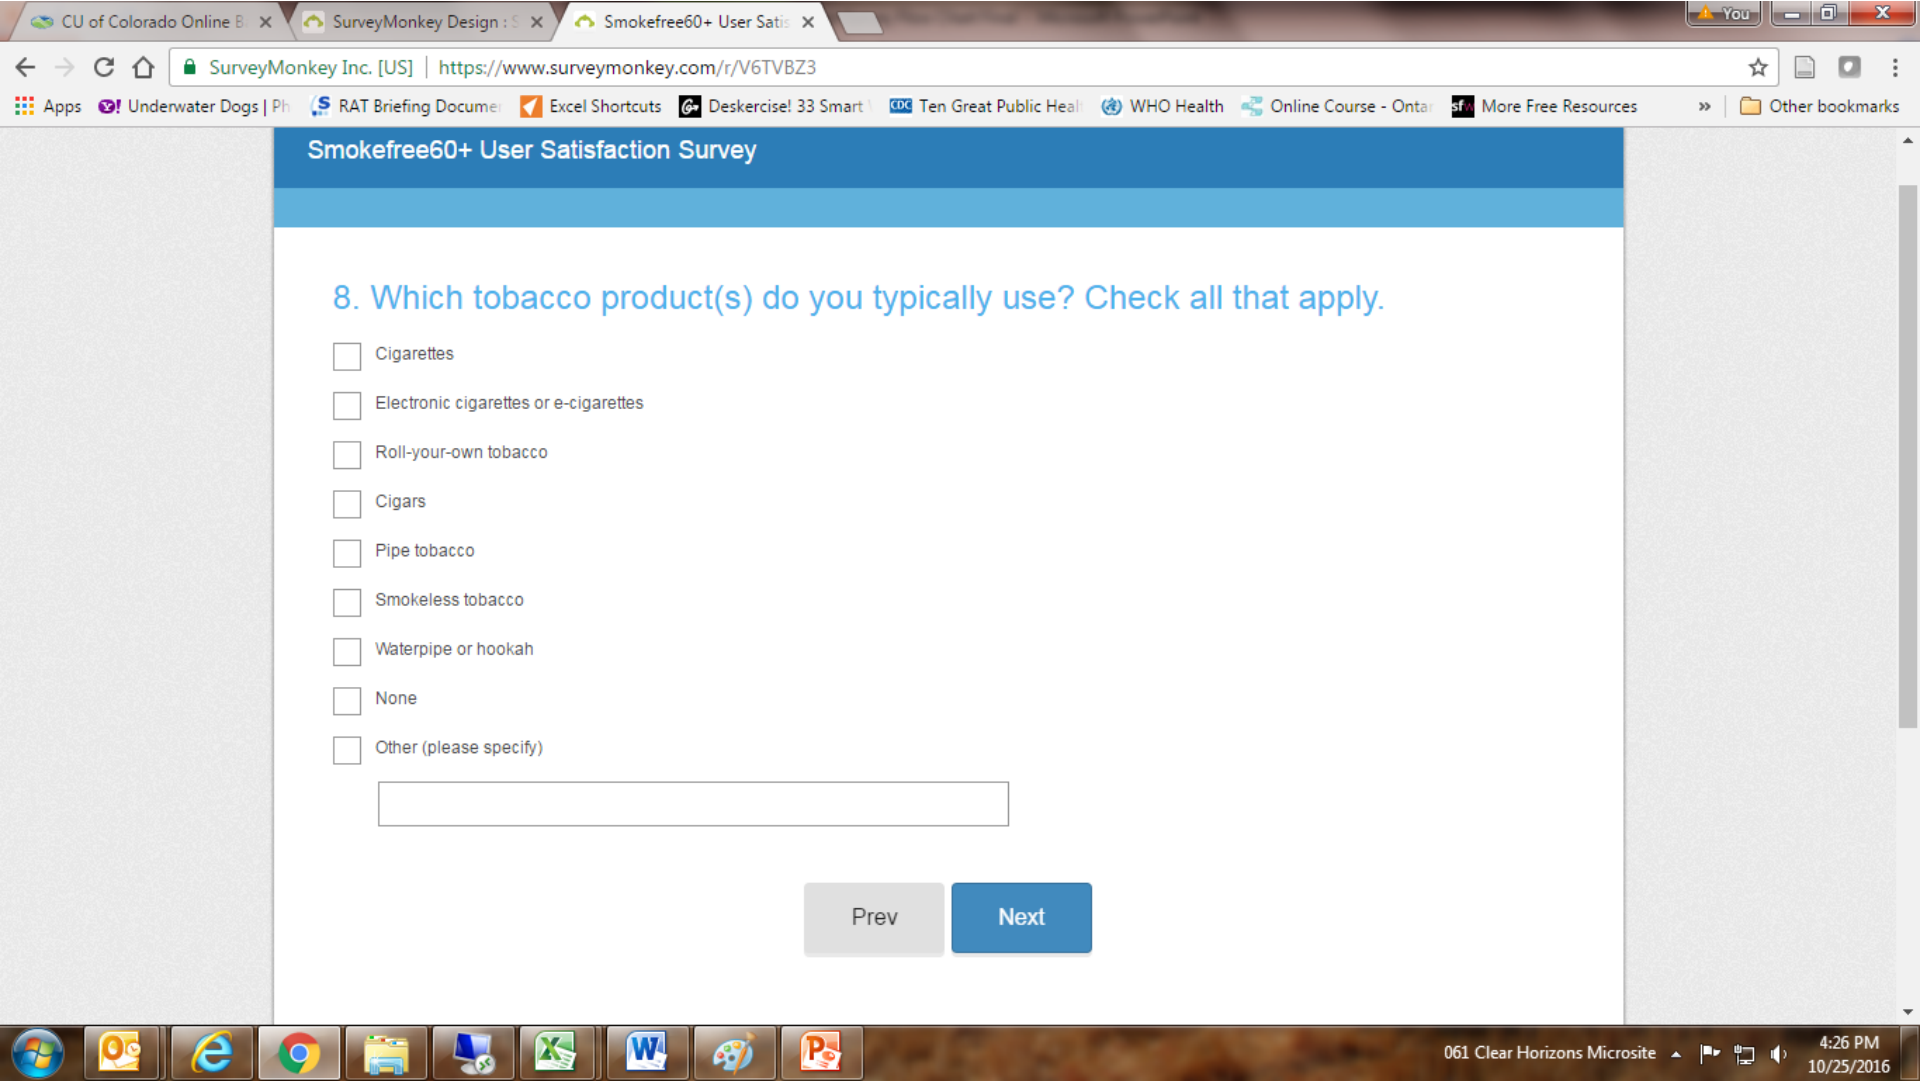 CU of Colorado Online B
SurveyMonkey Design : S
Smokefree60+ User Satis
You
SurveyMonkey Inc. [US] | https://www.surveymonkey.com/r/V6TVBZ3
Apps
Underwater Dogs | Ph
RAT Briefing Documen
Excel Shortcuts
Deskercise! 33 Smart
CDC
Ten Great Public Heal
WHO Health
Online Course - Ontar
sfw
More Free Resources
»
Other bookmarks
Smokefree60+ User Satisfaction Survey
8. Which tobacco product(s) do you typically use? Check all that apply.
Cigarettes
Electronic cigarettes or e-cigarettes
Roll-your-own tobacco
Cigars
Pipe tobacco
Smokeless tobacco
Waterpipe or hookah
None
Other (please specify)
Prev
Next
061 Clear Horizons Microsite
4:26 PM
10/25/2016